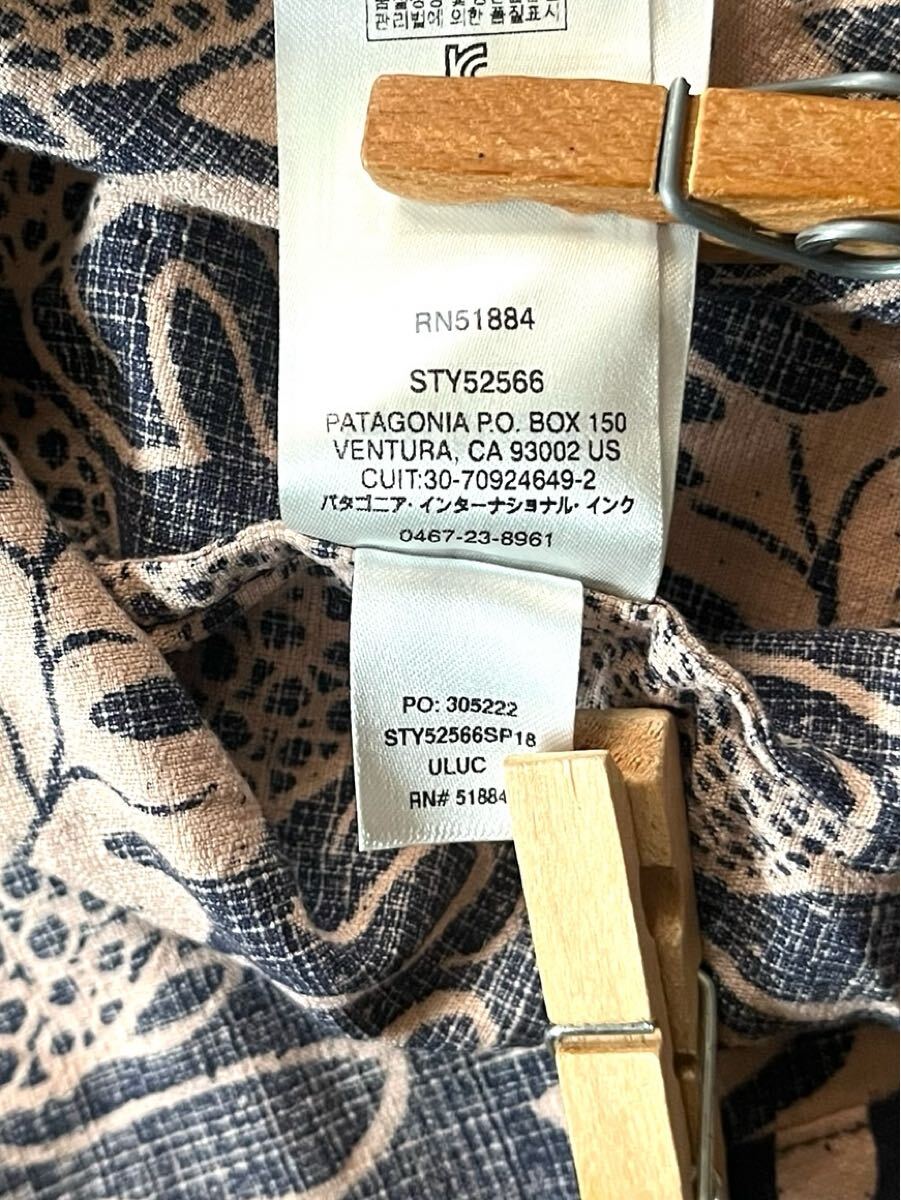 관리법에 의한 품질표시
RN51884
STY52566
PATAGONIA P.O. BOX 150
VENTURA, CA 93002 US
CUIT:30-70924649-2
パタゴニア・インターナショナル・インク
0467-23-8961
PO: 305222
STY52566SP18
ULUC
RN# 51884